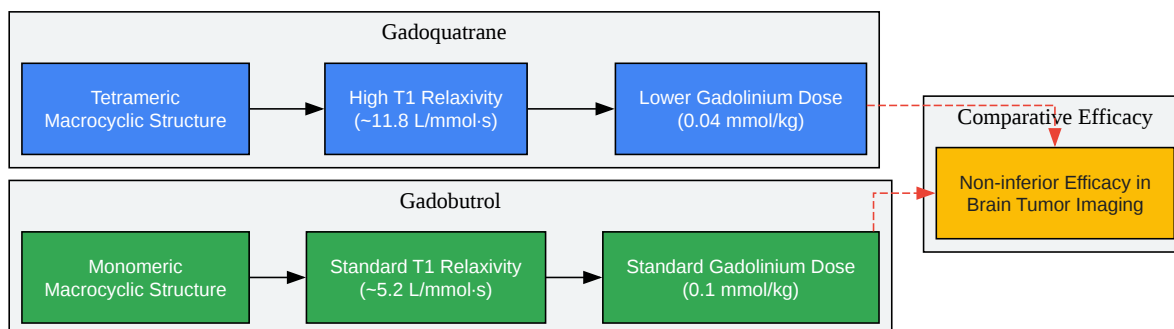 Gadoquatrane
Tetrameric
Macrocyclic Structure
High T1 Relaxivity
(~11.8 L/mmol·s)
Lower Gadolinium Dose
(0.04 mmol/kg)
Comparative Efficacy
Non-inferior Efficacy in
Brain Tumor Imaging
Gadobutrol
Monomeric
Macrocyclic Structure
Standard T1 Relaxivity
(~5.2 L/mmol·s)
Standard Gadolinium Dose
(0.1 mmol/kg)